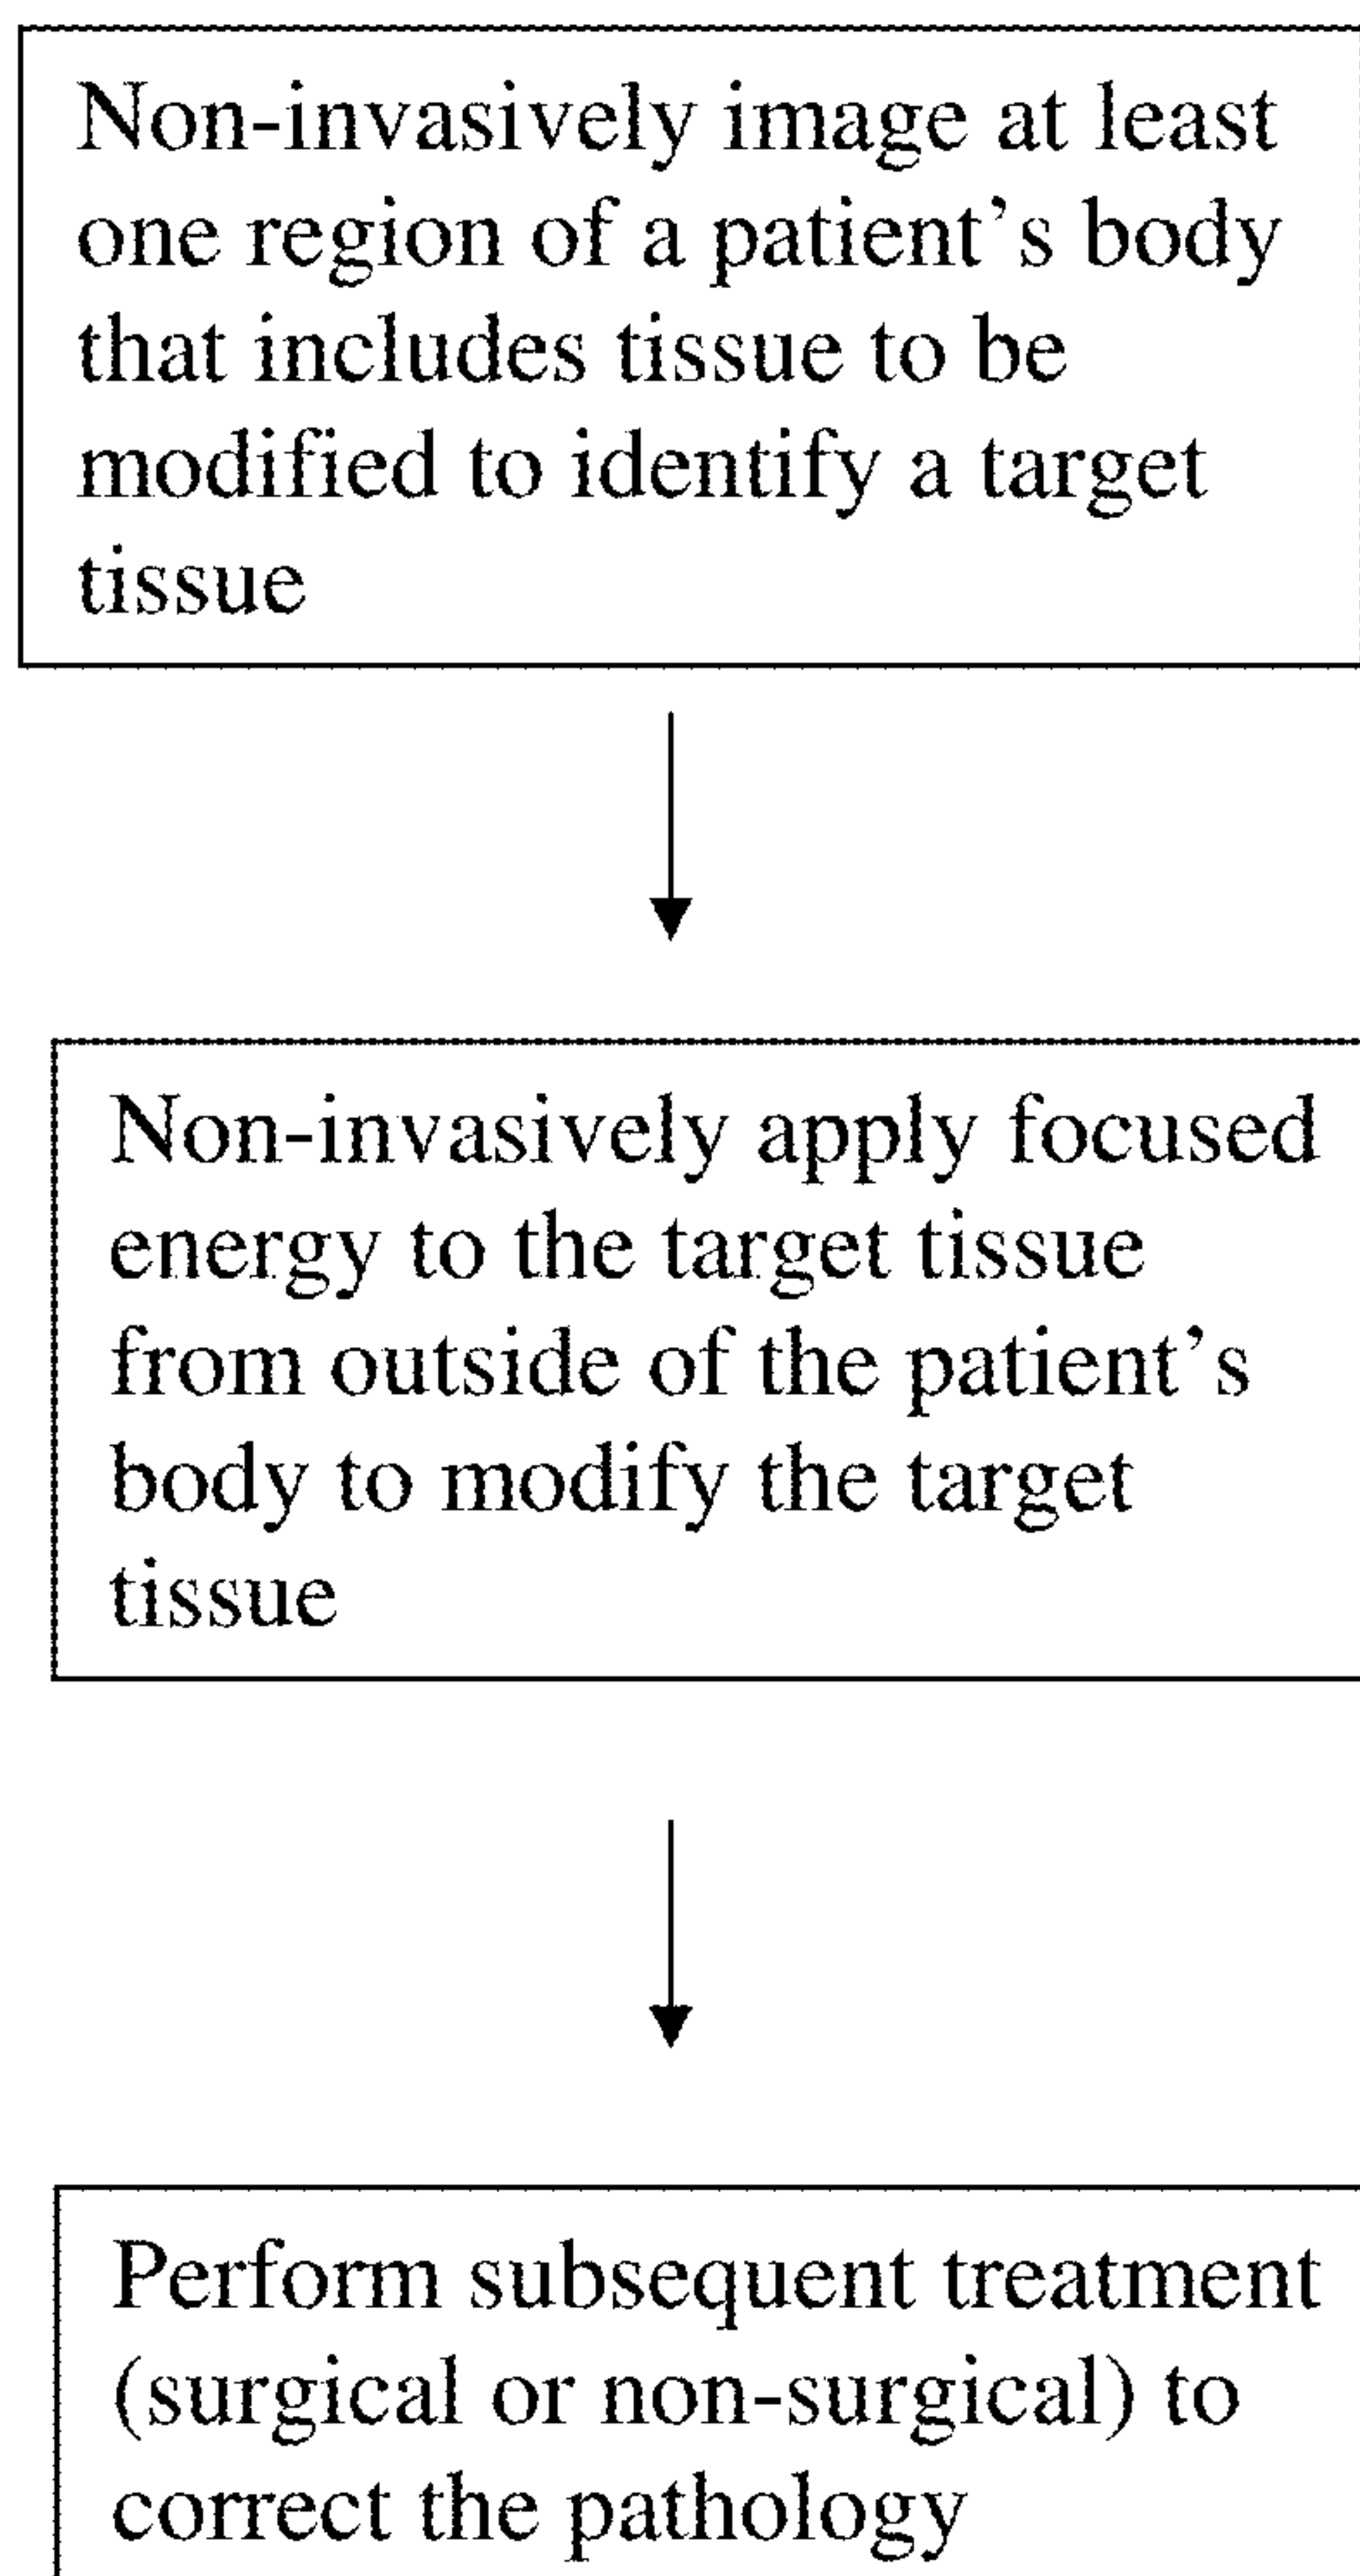 Non-invasively image at least
one region of a patient’s body
that includes tissue to be
modified to identify a target
tissue
Non-invasively apply focused
energy to the target tissue
from outside of the patient’s
body to modify the target
tissue
Perform subsequent treatment
(surgical or non-surgical) to
correct the pathology